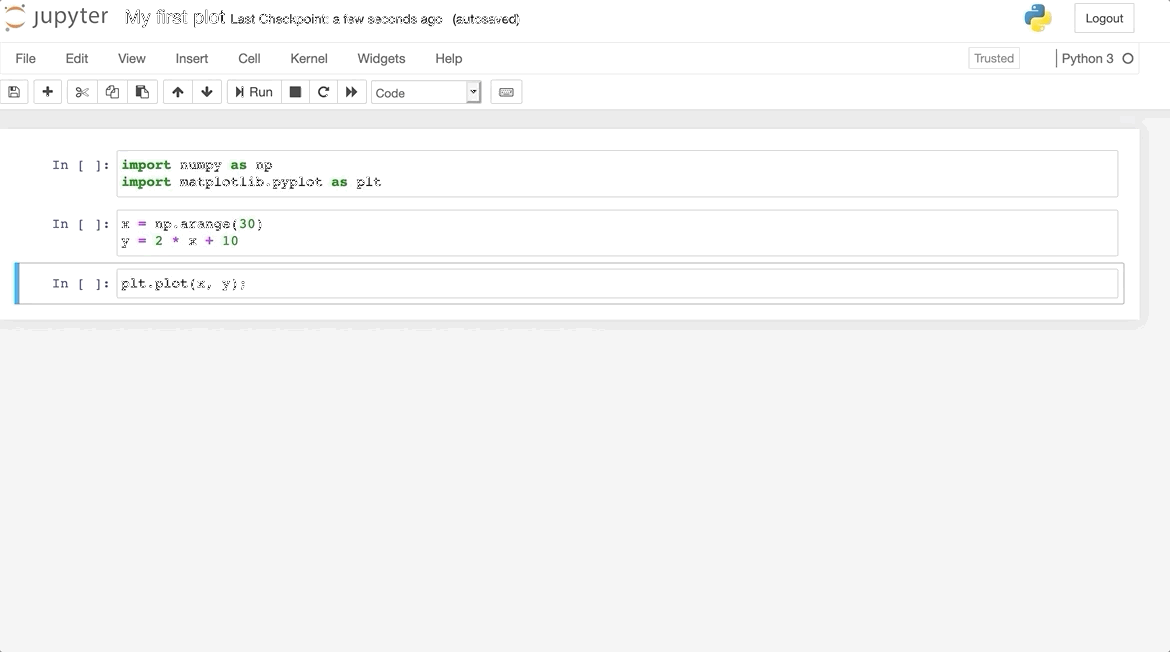 jupyter My first plot Last Checkpoint: a few seconds ago (autosaved) Logout
File Edit View Insert Cell Kernel Widgets Help Trusted Python 3
Run Code
In [ ]: import numpy as np
import matplotlib.pyplot as plt
In [ ]: x = np.arange(30)
y = 2 * x + 10
In [ ]: plt.plot(x, y);